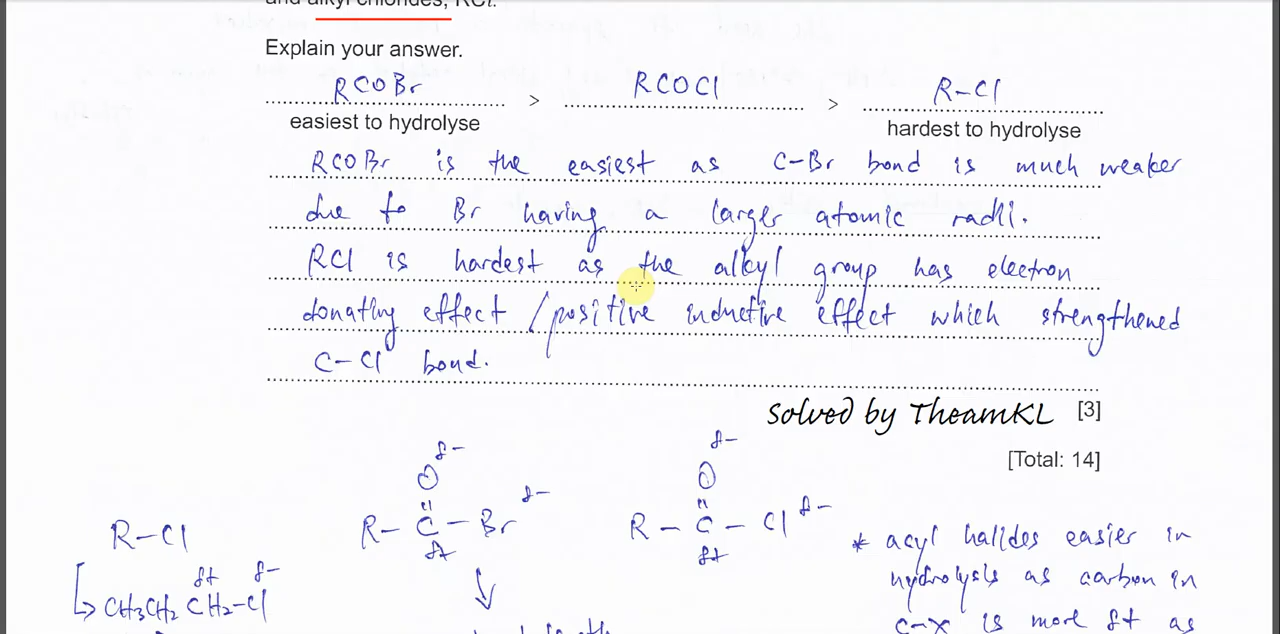 and alkyl chlorides, RCl.
Explain your answer.
RCOBr > RCOCl > R-Cl
easiest to hydrolyse hardest to hydrolyse
RCOBr is the easiest as C-Br bond is much weaker
due to Br having a larger atomic radii.
RCl is hardest as the alkyl group has electron
donating effect / positive inductive effect which strengthened
C-Cl bond.
Solved by TheamKL [3]
[Total: 14]
δ- δ-
O O
R-Cl R-C-Br δ- R-C-Cl δ-
δ+ δ+
* acyl halides easier in
hydrolysis as carbon in
C-X is more δ+ as
δ+ δ-
CH3CH2CH2-Cl